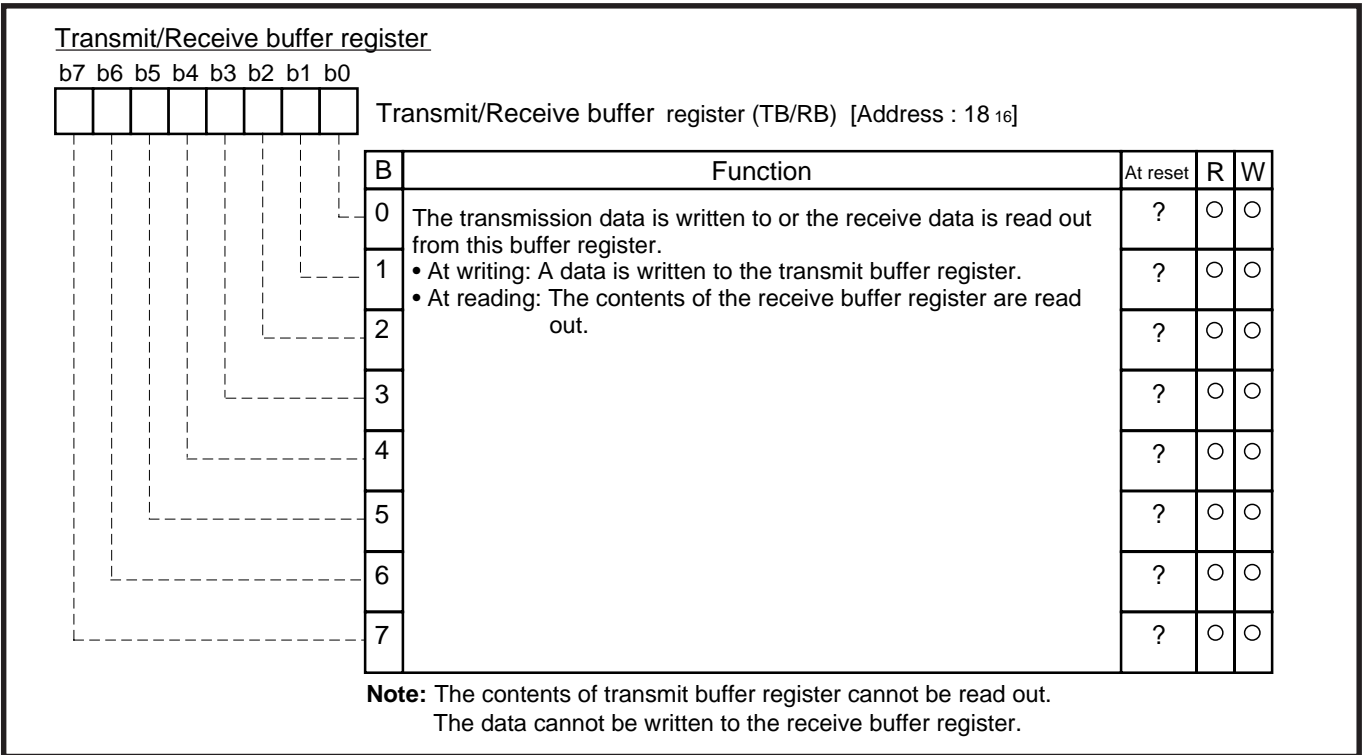 Transmit/Receive buffer register
b7 b6 b5 b4 b3 b2 b1 b0
Transmit/Receive buffer register (TB/RB) [Address : 18 16]
B Function At reset R W
0 The transmission data is written to or the receive data is read out ? ○ ○
from this buffer register.
1 • At writing: A data is written to the transmit buffer register. ? ○ ○
• At reading: The contents of the receive buffer register are read
2 out. ? ○ ○
3 ? ○ ○
4 ? ○ ○
5 ? ○ ○
6 ? ○ ○
7 ? ○ ○
Note: The contents of transmit buffer register cannot be read out.
The data cannot be written to the receive buffer register.